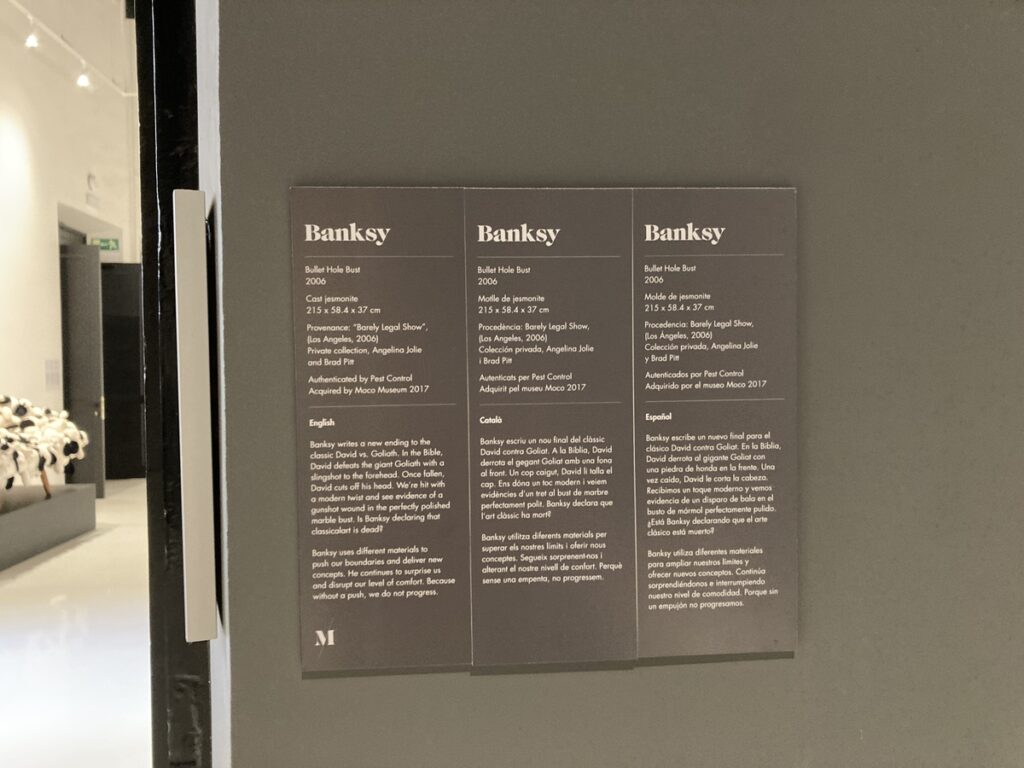 Banksy
Bullet Hole Bust
2006
Cast jesmonite
215 x 58.4 x 37 cm
Provenance: “Barely Legal Show”,
(Los Angeles, 2006)
Private collection, Angelina Jolie
and Brad Pitt
Authenticated by Pest Control
Acquired by Moco Museum 2017
English
Banksy writes a new ending to the
classic David vs. Goliath. In the Bible,
David defeats the giant Goliath with a
slingshot to the forehead. Once fallen,
David cuts off his head. We’re hit with
a modern twist and see evidence of a
gunshot wound in the perfectly polished
marble bust. Is Banksy declaring that
classicalart is dead?
Banksy uses different materials to
push our boundaries and deliver new
concepts. He continues to surprise us
and disrupt our level of comfort. Because
without a push, we do not progress.
M
Banksy
Bullet Hole Bust
2006
Motlle de jesmonite
215 x 58.4 x 37 cm
Procedència: Barely Legal Show,
(Los Angeles, 2006)
Colección privada, Angelina Jolie
i Brad Pitt
Autenticats per Pest Control
Adquirit pel museu Moco 2017
Català
Banksy escriu un nou final del clàssic
David contra Goliat. A la Bíblia, David
derrota el gegant Goliat amb una fona
al front. Un cop caigut, David li talla el
cap. Ens dóna un toc modern i veiem
evidències d’un tret al bust de marbre
perfectament polit. Banksy declara que
l’art clàssic ha mort?
Banksy utilitza diferents materials per
superar els nostres límits i oferir nous
conceptes. Segueix sorprenent-nos i
alterant el nostre nivell de confort. Perquè
sense una empenta, no progressem.
Banksy
Bullet Hole Bust
2006
Molde de jesmonite
215 x 58.4 x 37 cm
Procedencia: Barely Legal Show,
(Los Ángeles, 2006)
Colección privada, Angelina Jolie
y Brad Pitt
Autenticados por Pest Control
Adquirido por el museo Moco 2017
Español
Banksy escribe un nuevo final para el
clásico David contra Goliat. En la Biblia,
David derrota al gigante Goliat con
una piedra de honda en la frente. Una
vez caído, David le corta la cabeza.
Recibimos un toque moderno y vemos
evidencia de un disparo de bala en el
busto de mármol perfectamente pulido.
¿Está Banksy declarando que el arte
clásico está muerto?
Banksy utiliza diferentes materiales
para ampliar nuestros límites y
ofrecer nuevos conceptos. Continúa
sorprendiéndonos e interrumpiendo
nuestro nivel de comodidad. Porque sin
un empujón no progresamos.